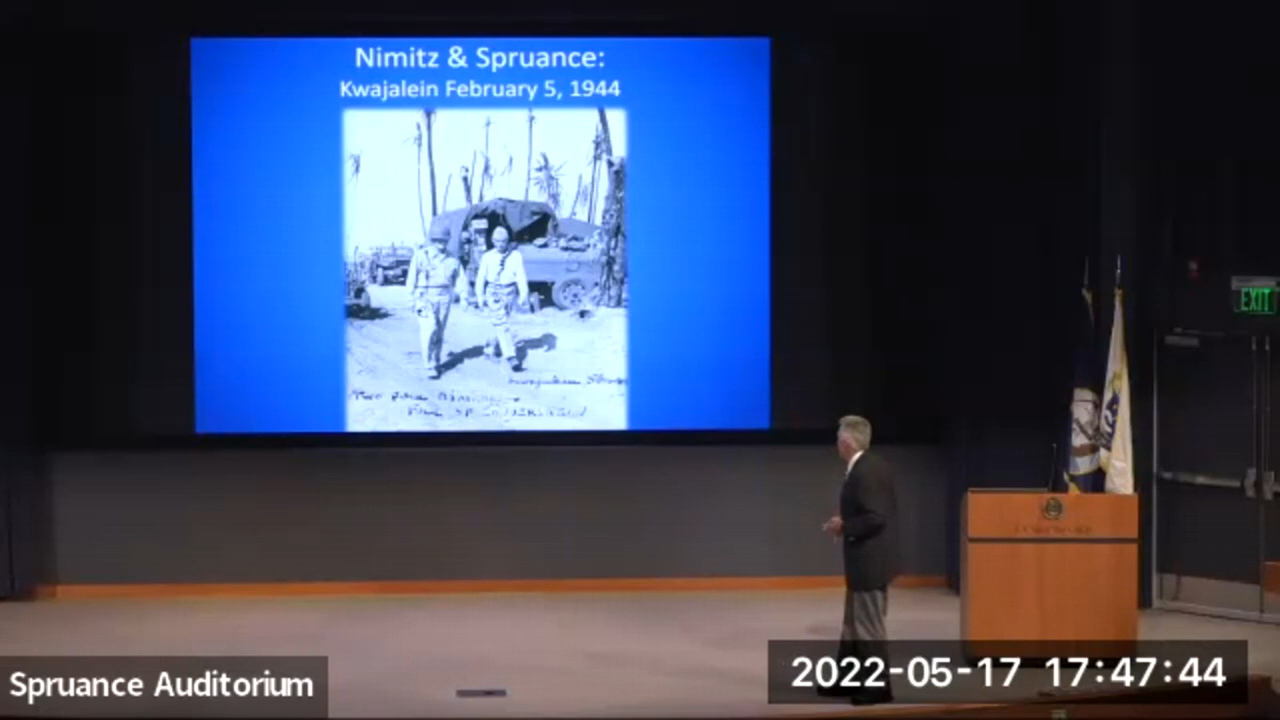 Nimitz & Spruance:
Kwajalein February 5, 1944
EXIT
Spruance Auditorium
2022-05-17 17:47:44